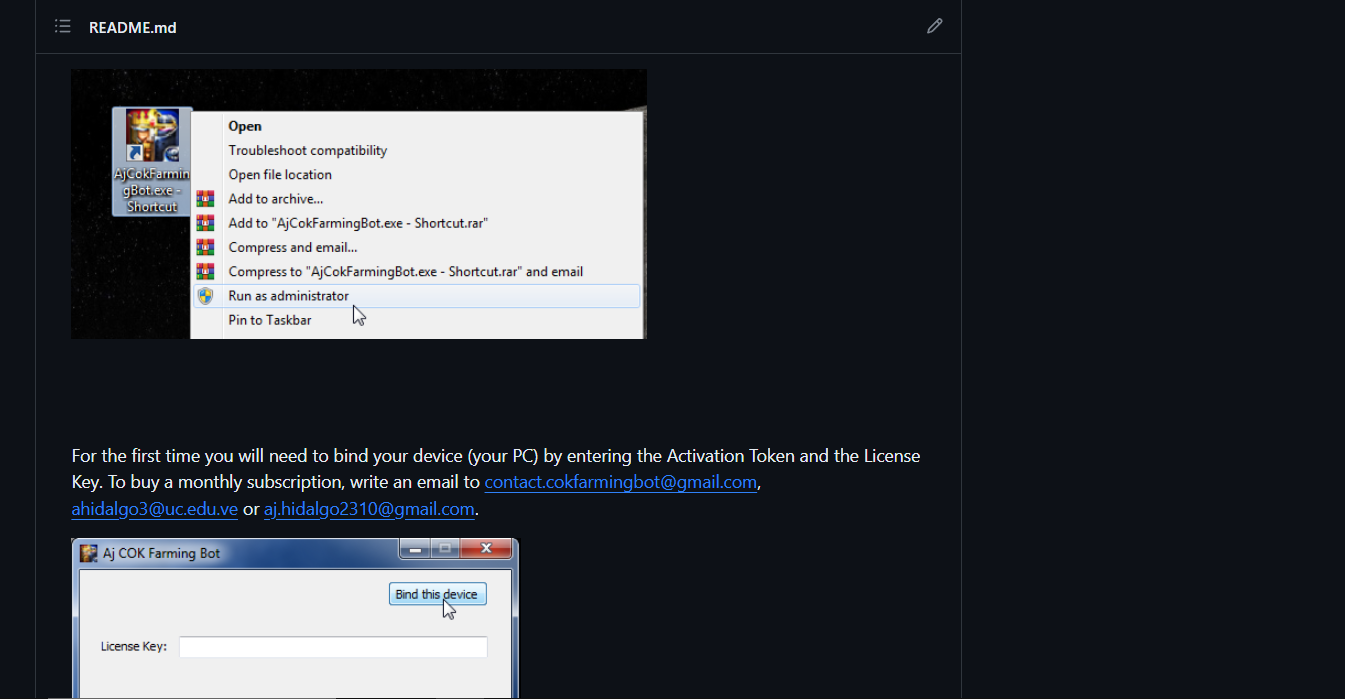 README.md
Open
Troubleshoot compatibility
Open file location
Add to archive...
Add to "AjCokFarmingBot.exe - Shortcut.rar"
Compress and email...
Compress to "AjCokFarmingBot.exe - Shortcut.rar" and email
Run as administrator
Pin to Taskbar
AjCokFarmin
gBot.exe -
Shortcut
For the first time you will need to bind your device (your PC) by entering the Activation Token and the License
Key. To buy a monthly subscription, write an email to contact.cokfarmingbot@gmail.com,
ahidalgo3@uc.edu.ve or aj.hidalgo2310@gmail.com.
Aj COK Farming Bot
Bind this device
License Key: